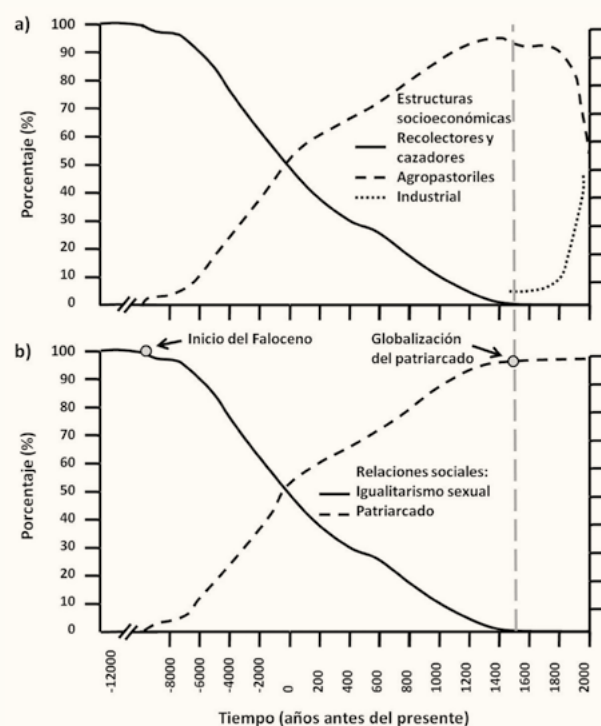 a)
100
90
80
70
60
50
40
30
20
10
0
Porcentaje (%)
Estructuras
socioeconómicas
Recolectores y
cazadores
Agropastoriles
Industrial
b)
Inicio del Faloceno
Globalización
del patriarcado
100
90
80
70
60
50
40
30
20
10
0
Porcentaje (%)
Relaciones sociales:
Igualitarismo sexual
Patriarcado
-12000
-8000
-6000
-4000
-2000
0
200
400
600
800
1000
1200
1400
1600
1800
2000
Tiempo (años antes del presente)